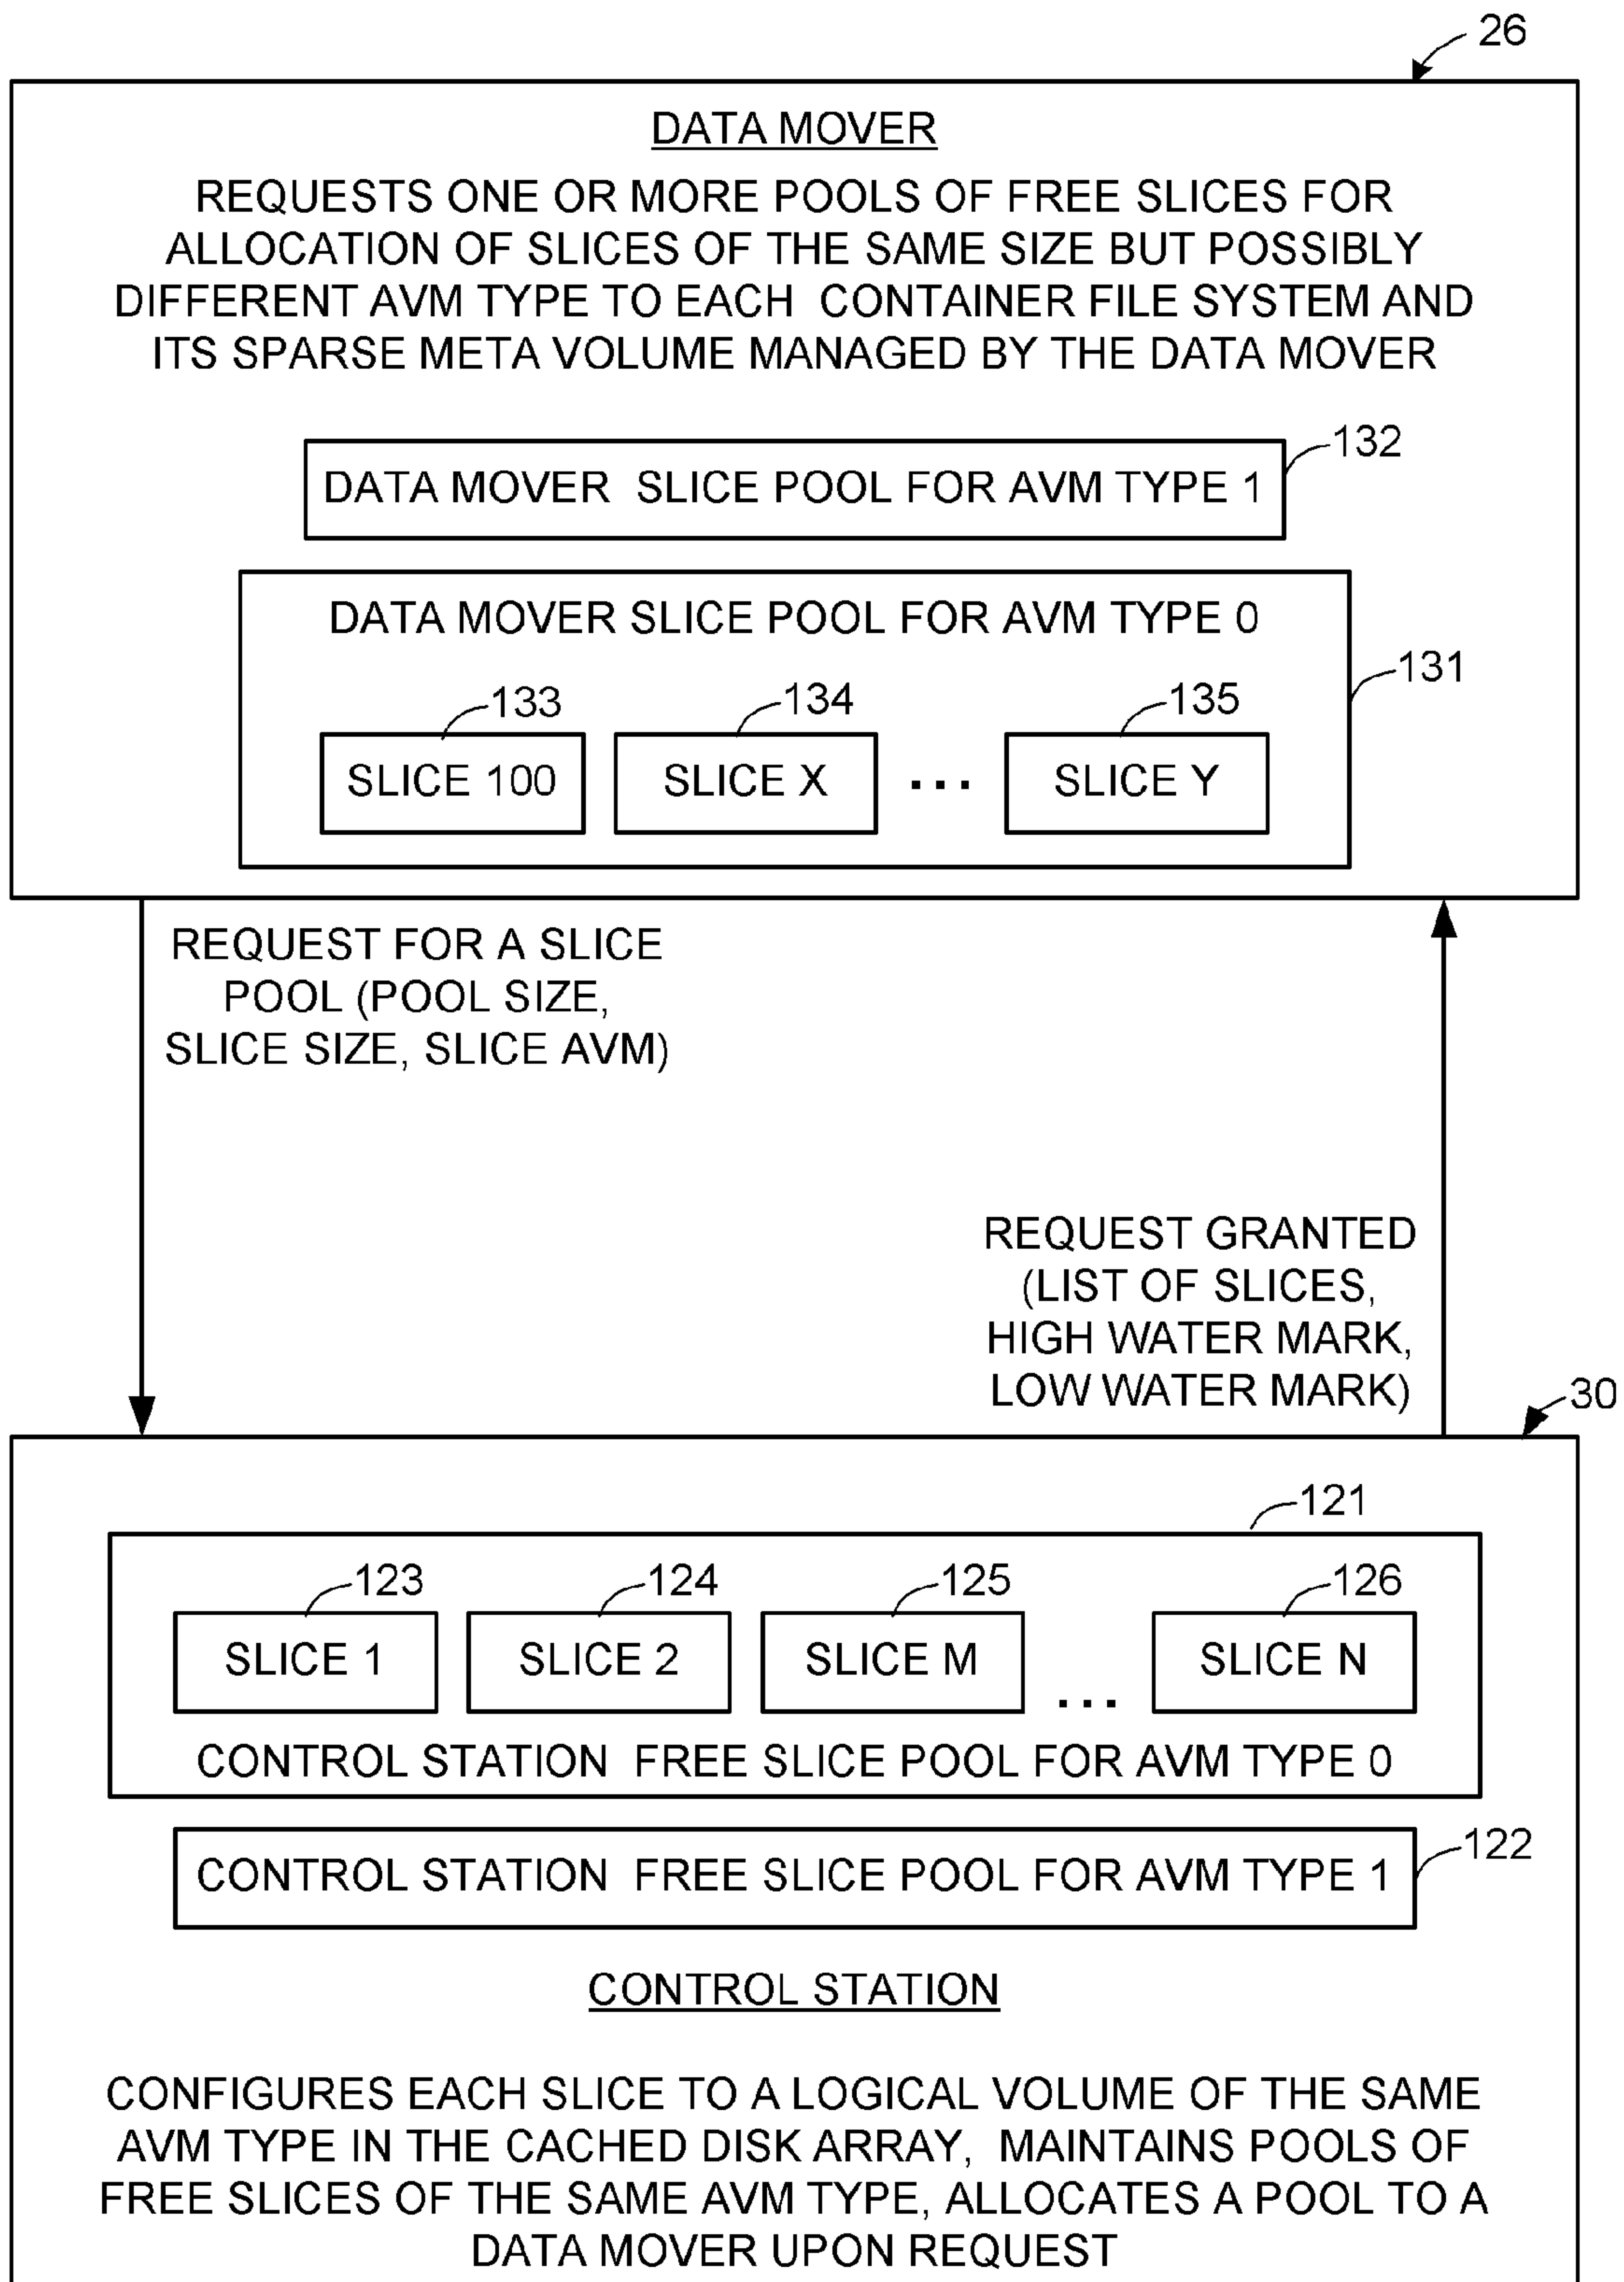 26
DATA MOVER
REQUESTS ONE OR MORE POOLS OF FREE SLICES FOR
ALLOCATION OF SLICES OF THE SAME SIZE BUT POSSIBLY
DIFFERENT AVM TYPE TO EACH CONTAINER FILE SYSTEM AND
ITS SPARSE META VOLUME MANAGED BY THE DATA MOVER
132
DATA MOVER SLICE POOL FOR AVM TYPE 1
DATA MOVER SLICE POOL FOR AVM TYPE 0
131
133 134 135
SLICE 100 SLICE X ... SLICE Y
REQUEST FOR A SLICE
POOL (POOL SIZE,
SLICE SIZE, SLICE AVM)
REQUEST GRANTED
(LIST OF SLICES,
HIGH WATER MARK,
LOW WATER MARK)
30
121
123 124 125 126
SLICE 1 SLICE 2 SLICE M ... SLICE N
CONTROL STATION FREE SLICE POOL FOR AVM TYPE 0
122
CONTROL STATION FREE SLICE POOL FOR AVM TYPE 1
CONTROL STATION
CONFIGURES EACH SLICE TO A LOGICAL VOLUME OF THE SAME
AVM TYPE IN THE CACHED DISK ARRAY, MAINTAINS POOLS OF
FREE SLICES OF THE SAME AVM TYPE, ALLOCATES A POOL TO A
DATA MOVER UPON REQUEST